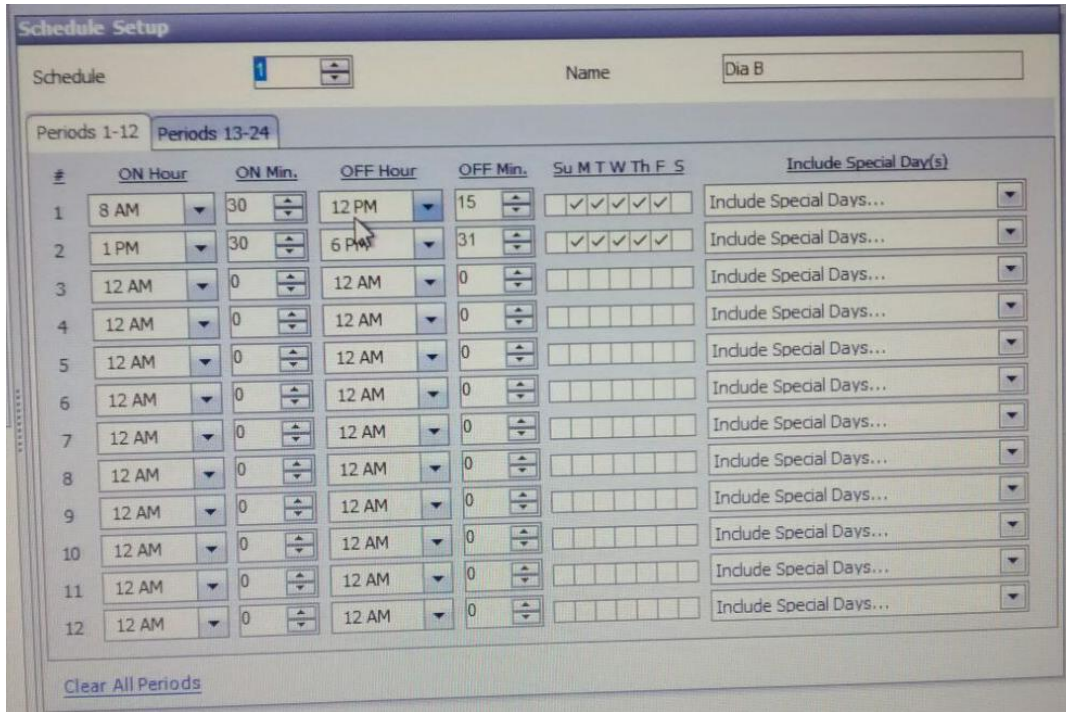 Schedule Setup
Schedule 1 Name Dia B
Periods 1-12 Periods 13-24
# ON Hour ON Min. OFF Hour OFF Min. Su M T W Th F S Include Special Day(s)
1 8 AM 30 12 PM 15 Include Special Days...
2 1 PM 30 6 PM 31 Include Special Days...
3 12 AM 0 12 AM 0 Include Special Days...
4 12 AM 0 12 AM 0 Include Special Days...
5 12 AM 0 12 AM 0 Include Special Days...
6 12 AM 0 12 AM 0 Include Special Days...
7 12 AM 0 12 AM 0 Include Special Days...
8 12 AM 0 12 AM 0 Include Special Days...
9 12 AM 0 12 AM 0 Include Special Days...
10 12 AM 0 12 AM 0 Include Special Days...
11 12 AM 0 12 AM 0 Include Special Days...
12 12 AM 0 12 AM 0 Include Special Days...
Clear All Periods